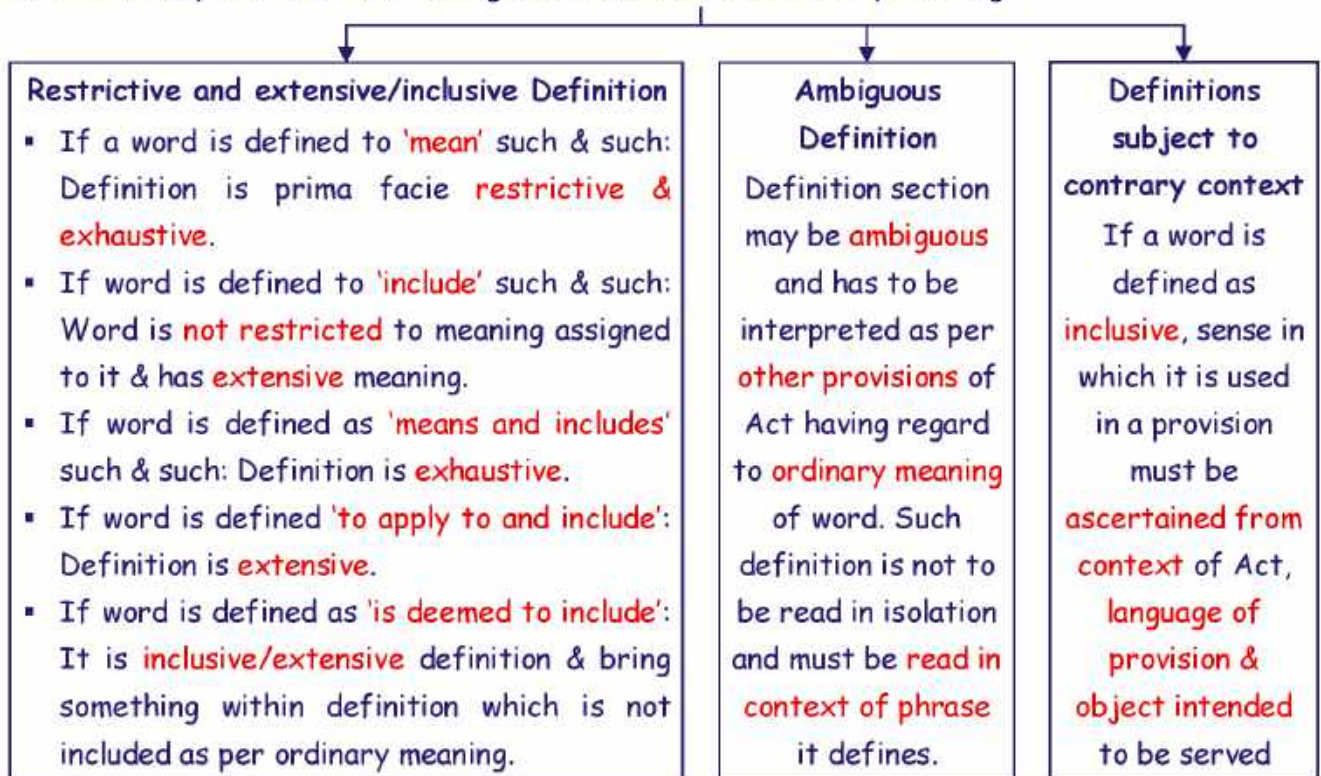 Restrictive and extensive/inclusive Definition
▪ If a word is defined to 'mean' such & such:
Definition is prima facie restrictive &
exhaustive.
▪ If word is defined to 'include' such & such:
Word is not restricted to meaning assigned
to it & has extensive meaning.
▪ If word is defined as 'means and includes'
such & such: Definition is exhaustive.
▪ If word is defined 'to apply to and include':
Definition is extensive.
▪ If word is defined as 'is deemed to include':
It is inclusive/extensive definition & bring
something within definition which is not
included as per ordinary meaning.
Ambiguous
Definition
Definition section
may be ambiguous
and has to be
interpreted as per
other provisions of
Act having regard
to ordinary meaning
of word. Such
definition is not to
be read in isolation
and must be read in
context of phrase
it defines.
Definitions
subject to
contrary context
If a word is
defined as
inclusive, sense in
which it is used
in a provision
must be
ascertained from
context of Act,
language of
provision &
object intended
to be served